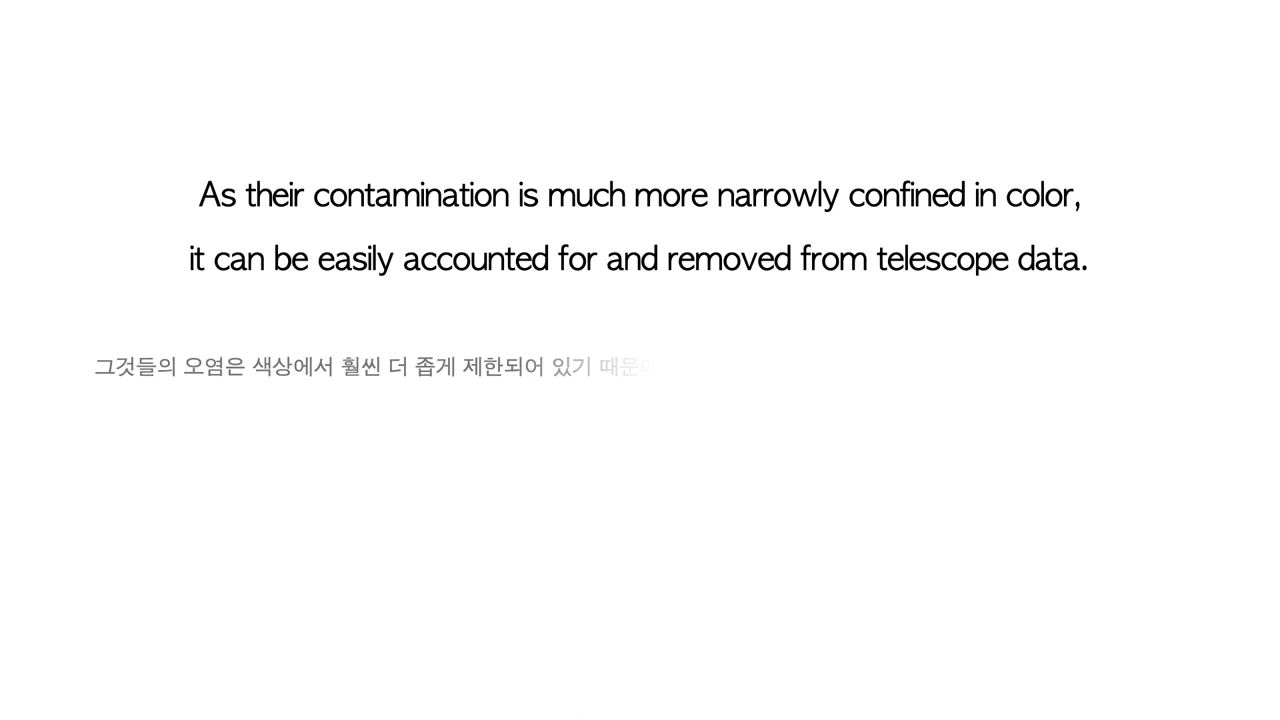 As their contamination is much more narrowly confined in color,
it can be easily accounted for and removed from telescope data.
그것들의 오염은 색상에서 훨씬 더 좁게 제한되어 있기 때문에